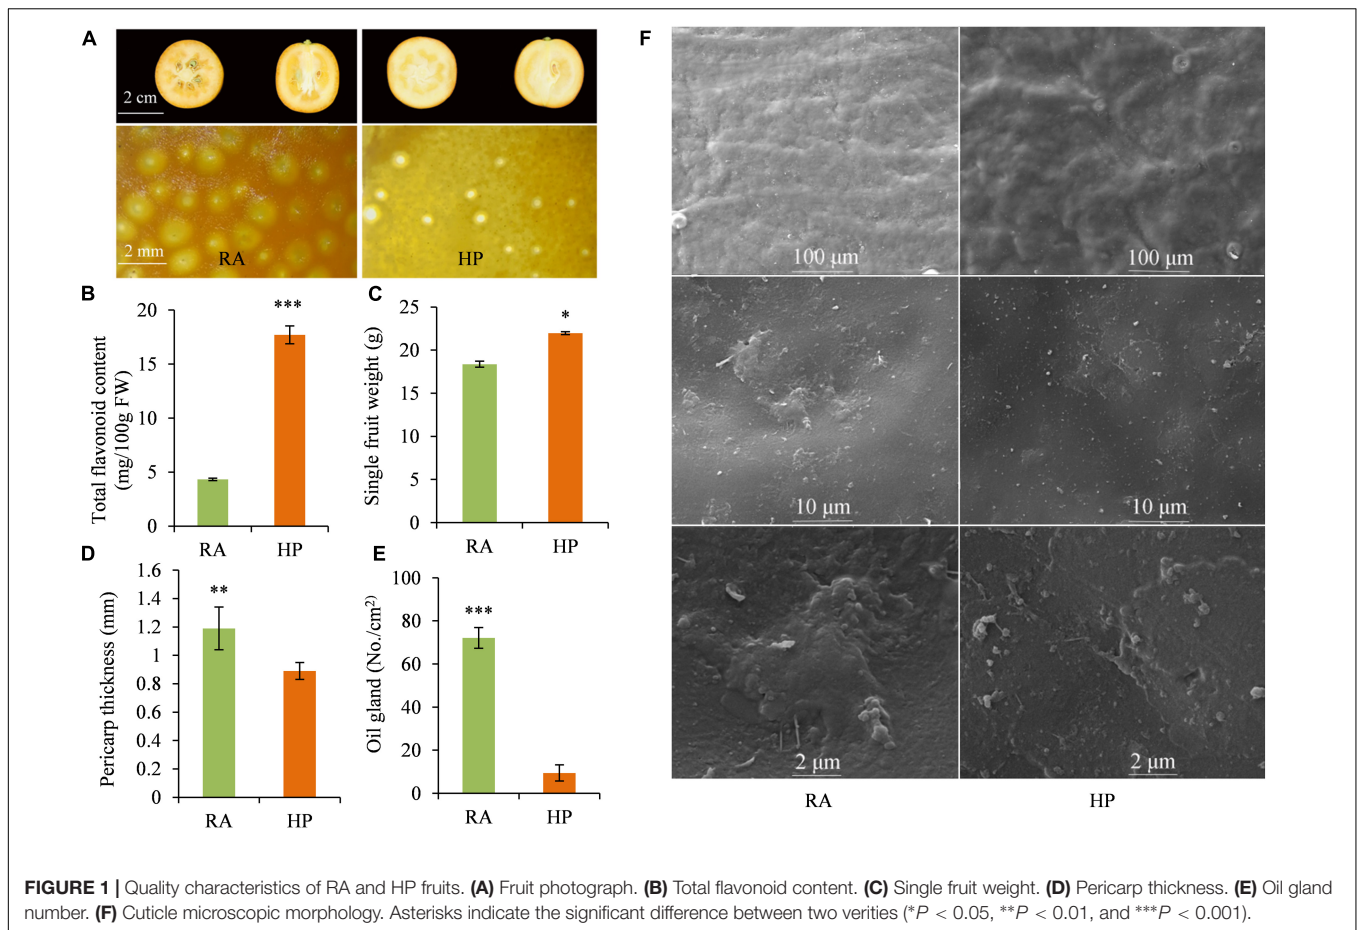 A
2 cm
2 mm
RA
HP
B
Total flavonoid content
(mg/100g FW)
20
15
10
5
0
***
RA
HP
C
Single fruit weight (g)
25
20
15
10
5
0
*
RA
HP
D
Pericarp thickness (mm)
1.6
1.4
1.2
1
0.8
0.6
0.4
0.2
0
**
RA
HP
E
Oil gland (No./cm²)
100
80
60
40
20
0
***
RA
HP
F
100 μm
100 μm
10 μm
10 μm
2 μm
2 μm
RA
HP
FIGURE 1 | Quality characteristics of RA and HP fruits. (A) Fruit photograph. (B) Total flavonoid content. (C) Single fruit weight. (D) Pericarp thickness. (E) Oil gland
number. (F) Cuticle microscopic morphology. Asterisks indicate the significant difference between two verities (*P < 0.05, **P < 0.01, and ***P < 0.001).